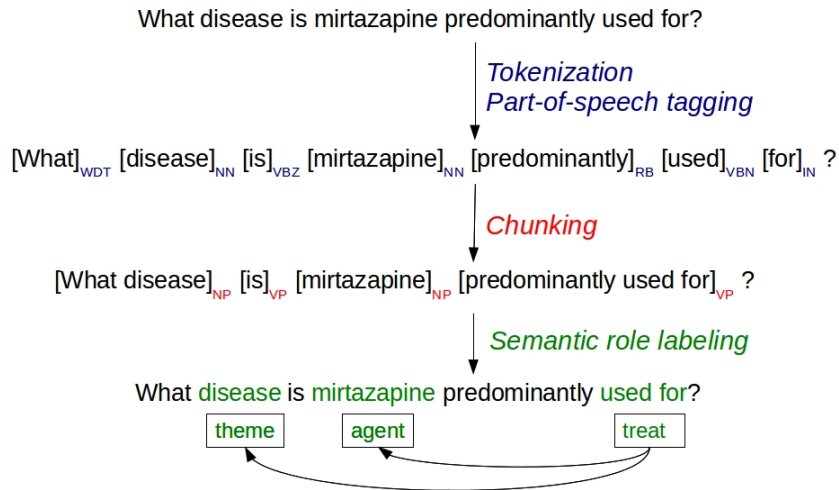 What disease is mirtazapine predominantly used for?
Tokenization
Part-of-speech tagging
[What]WDT [disease]NN [is]VBZ [mirtazapine]NN [predominantly]RB [used]VBN [for]IN ?
Chunking
[What disease]NP [is]VP [mirtazapine]NP [predominantly used for]VP ?
Semantic role labeling
What disease is mirtazapine predominantly used for?
theme agent treat